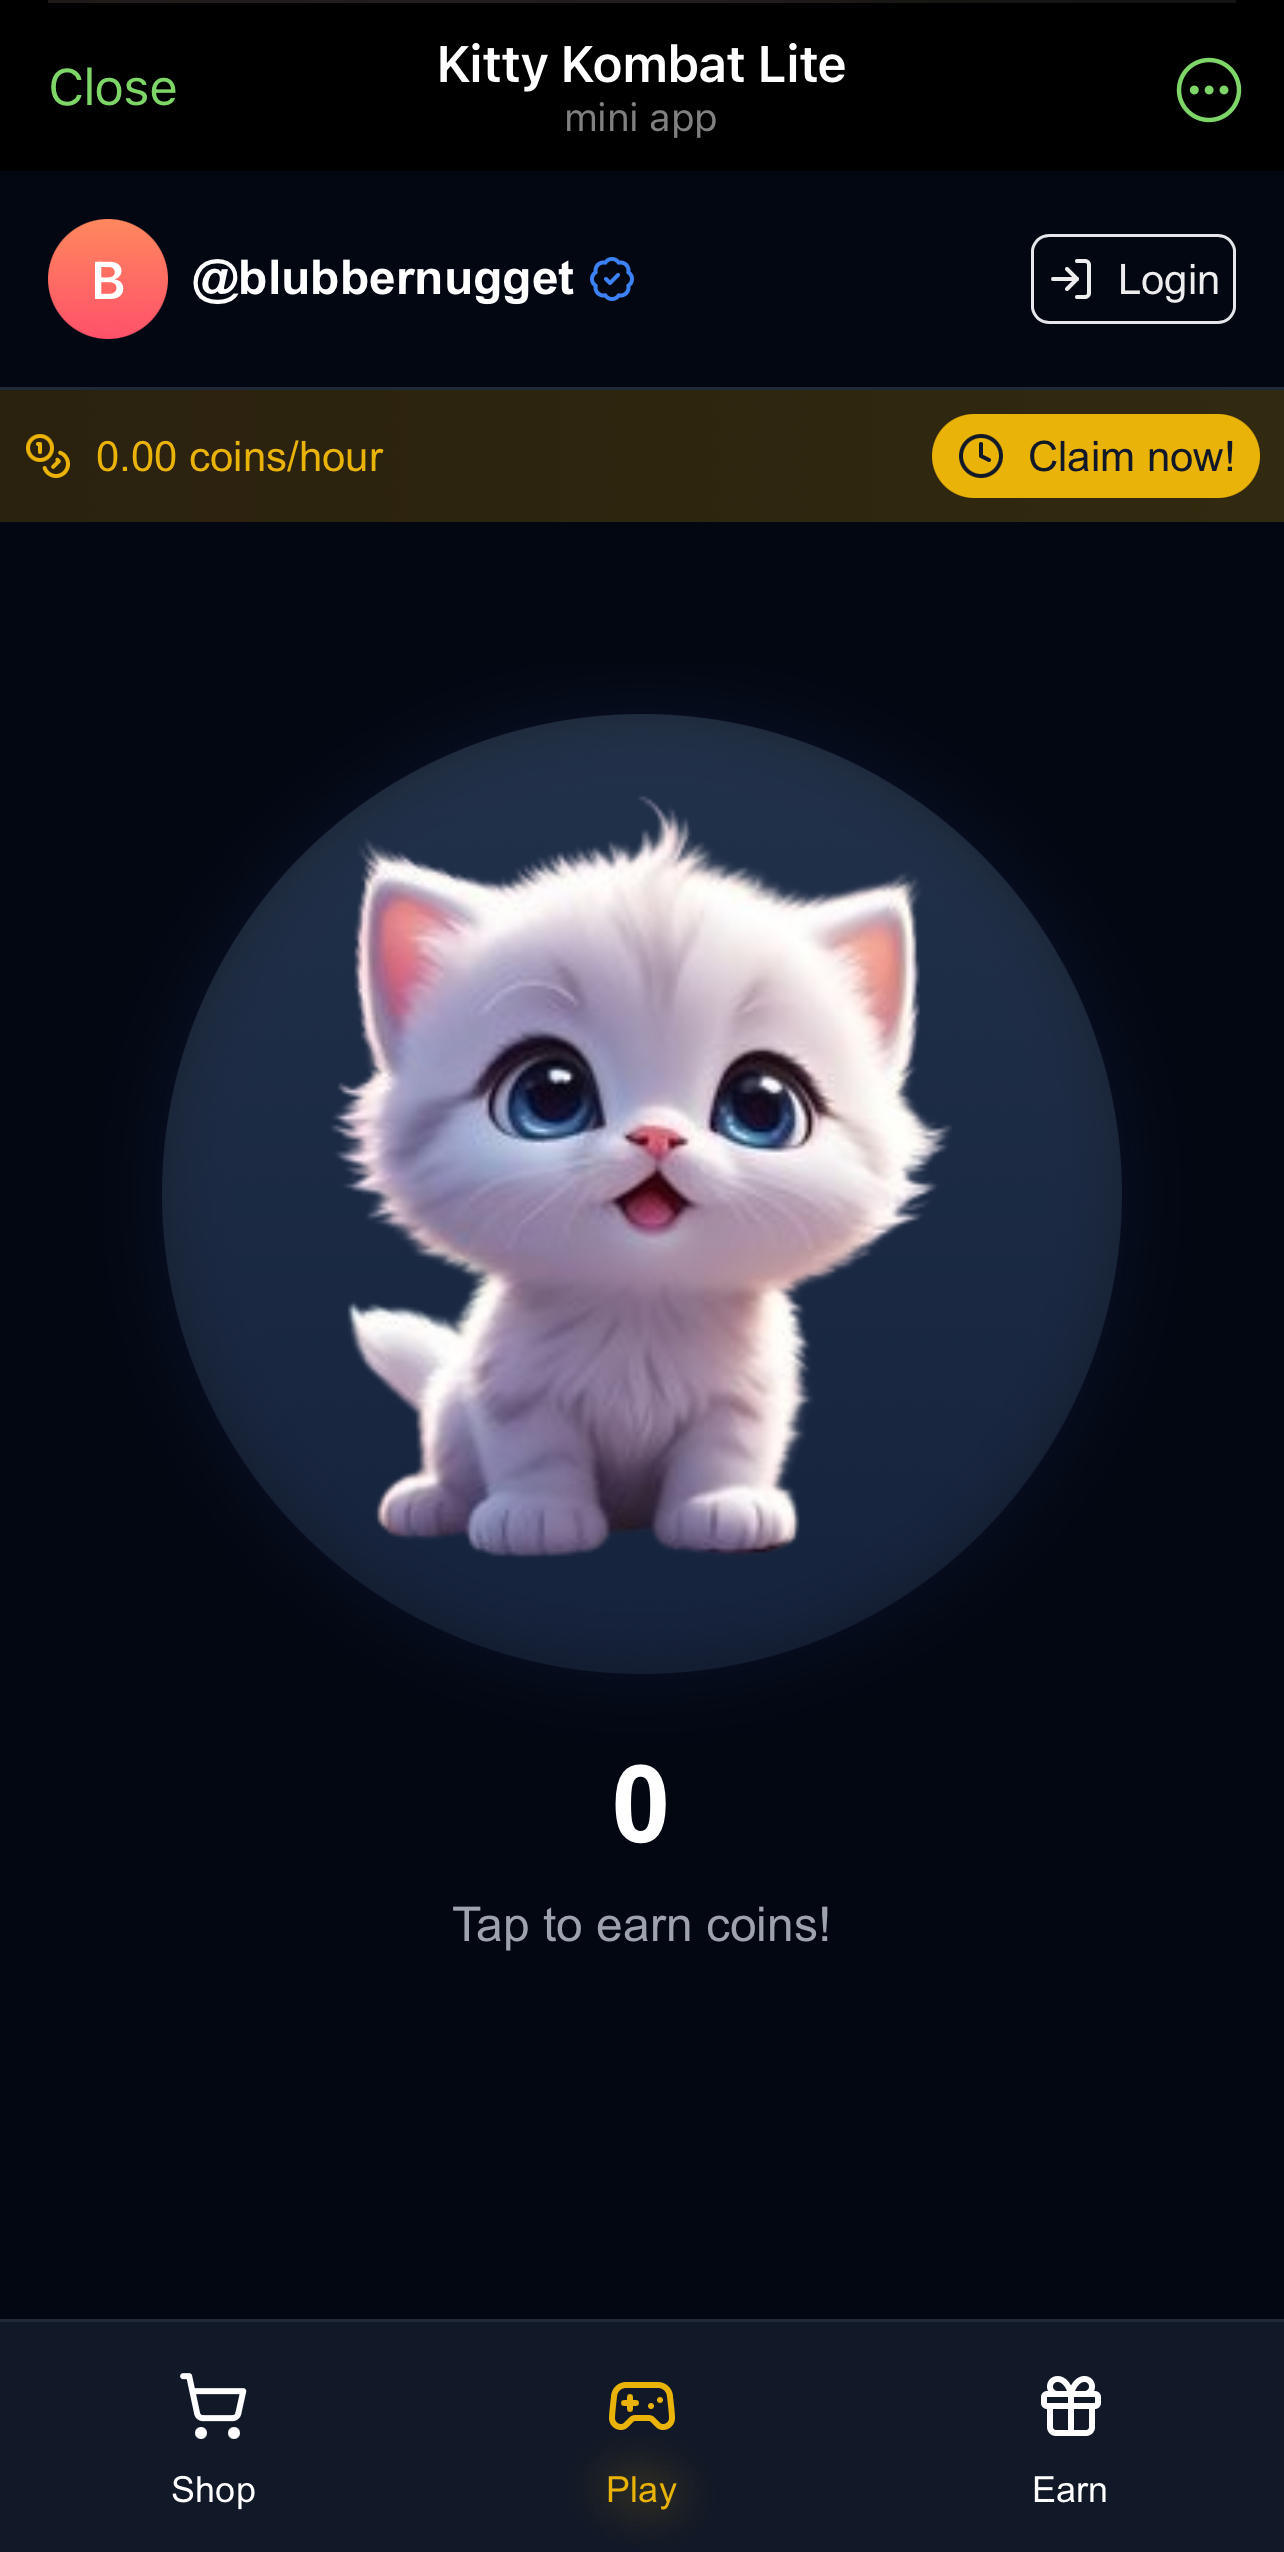 Close
Kitty Kombat Lite
mini app
B
@blubbernugget
Login
0.00 coins/hour
Claim now!
0
Tap to earn coins!
Shop
Play
Earn